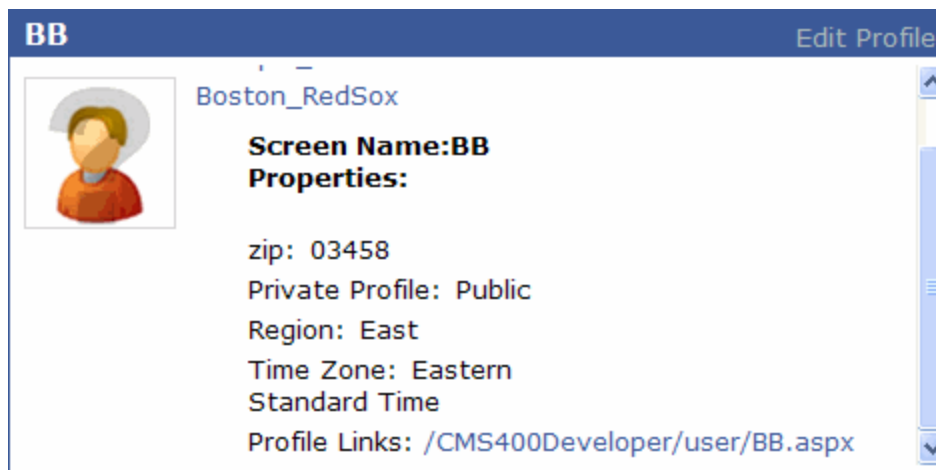 BB
Edit Profile
Boston_RedSox
Screen Name:BB
Properties:
zip: 03458
Private Profile: Public
Region: East
Time Zone: Eastern
Standard Time
Profile Links: /CMS400Developer/user/BB.aspx